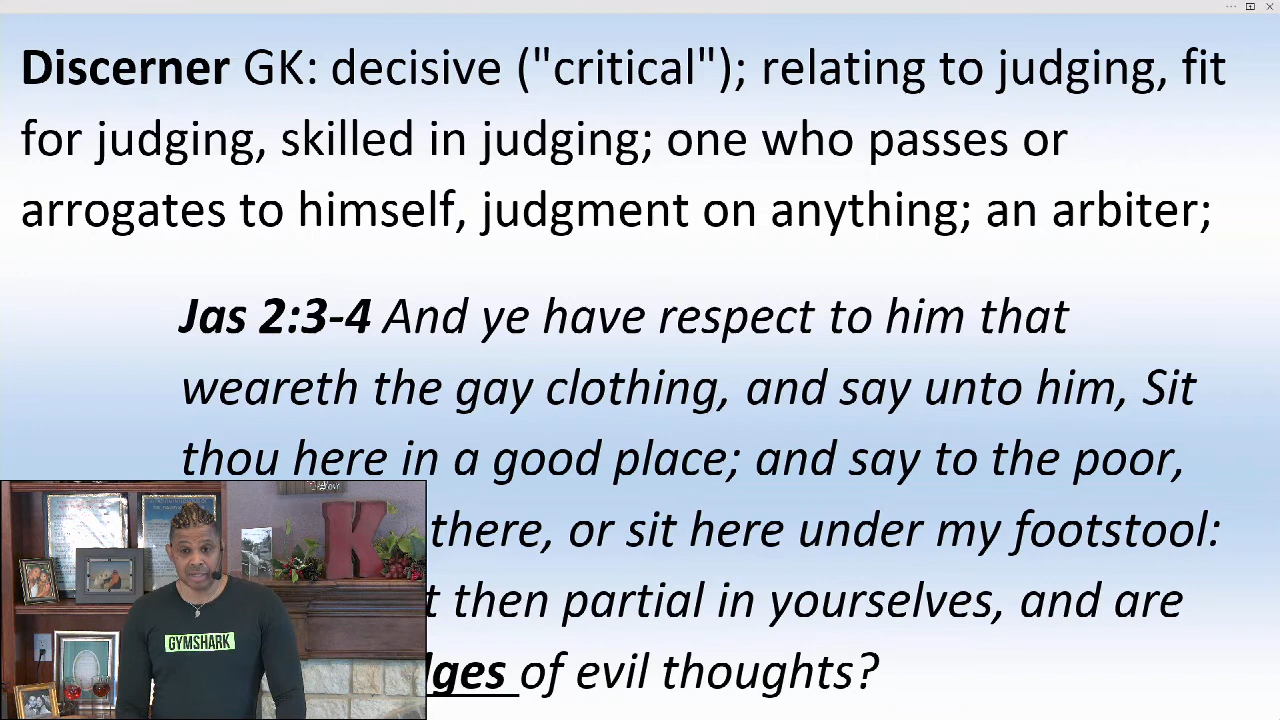 Discerner GK: decisive ("critical"); relating to judging, fit
for judging, skilled in judging; one who passes or
arrogates to himself, judgment on anything; an arbiter;
Jas 2:3-4 And ye have respect to him that
weareth the gay clothing, and say unto him, Sit
thou here in a good place; and say to the poor,
there, or sit here under my footstool:
t then partial in yourselves, and are
dges of evil thoughts?
K
GYMSHARK